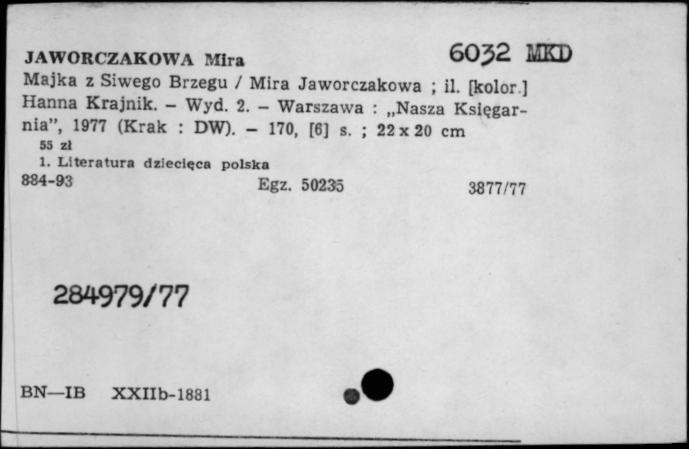 JAWORCZAKOWA Mira 6032 MKD
Majka z Siwego Brzegu / Mira Jaworczakowa ; il. [kolor.]
Hanna Krajnik. — Wyd. 2. — Warszawa : „Nasza Księgar-
nia”, 1977 (Krak : DW). — 170, [6] s. ; 22 x 20 cm
55 zł
1. Literatura dziecięca polska
884-93 Egz. 50235 3877/77
284979/77
BN—IB XXIIb-1881